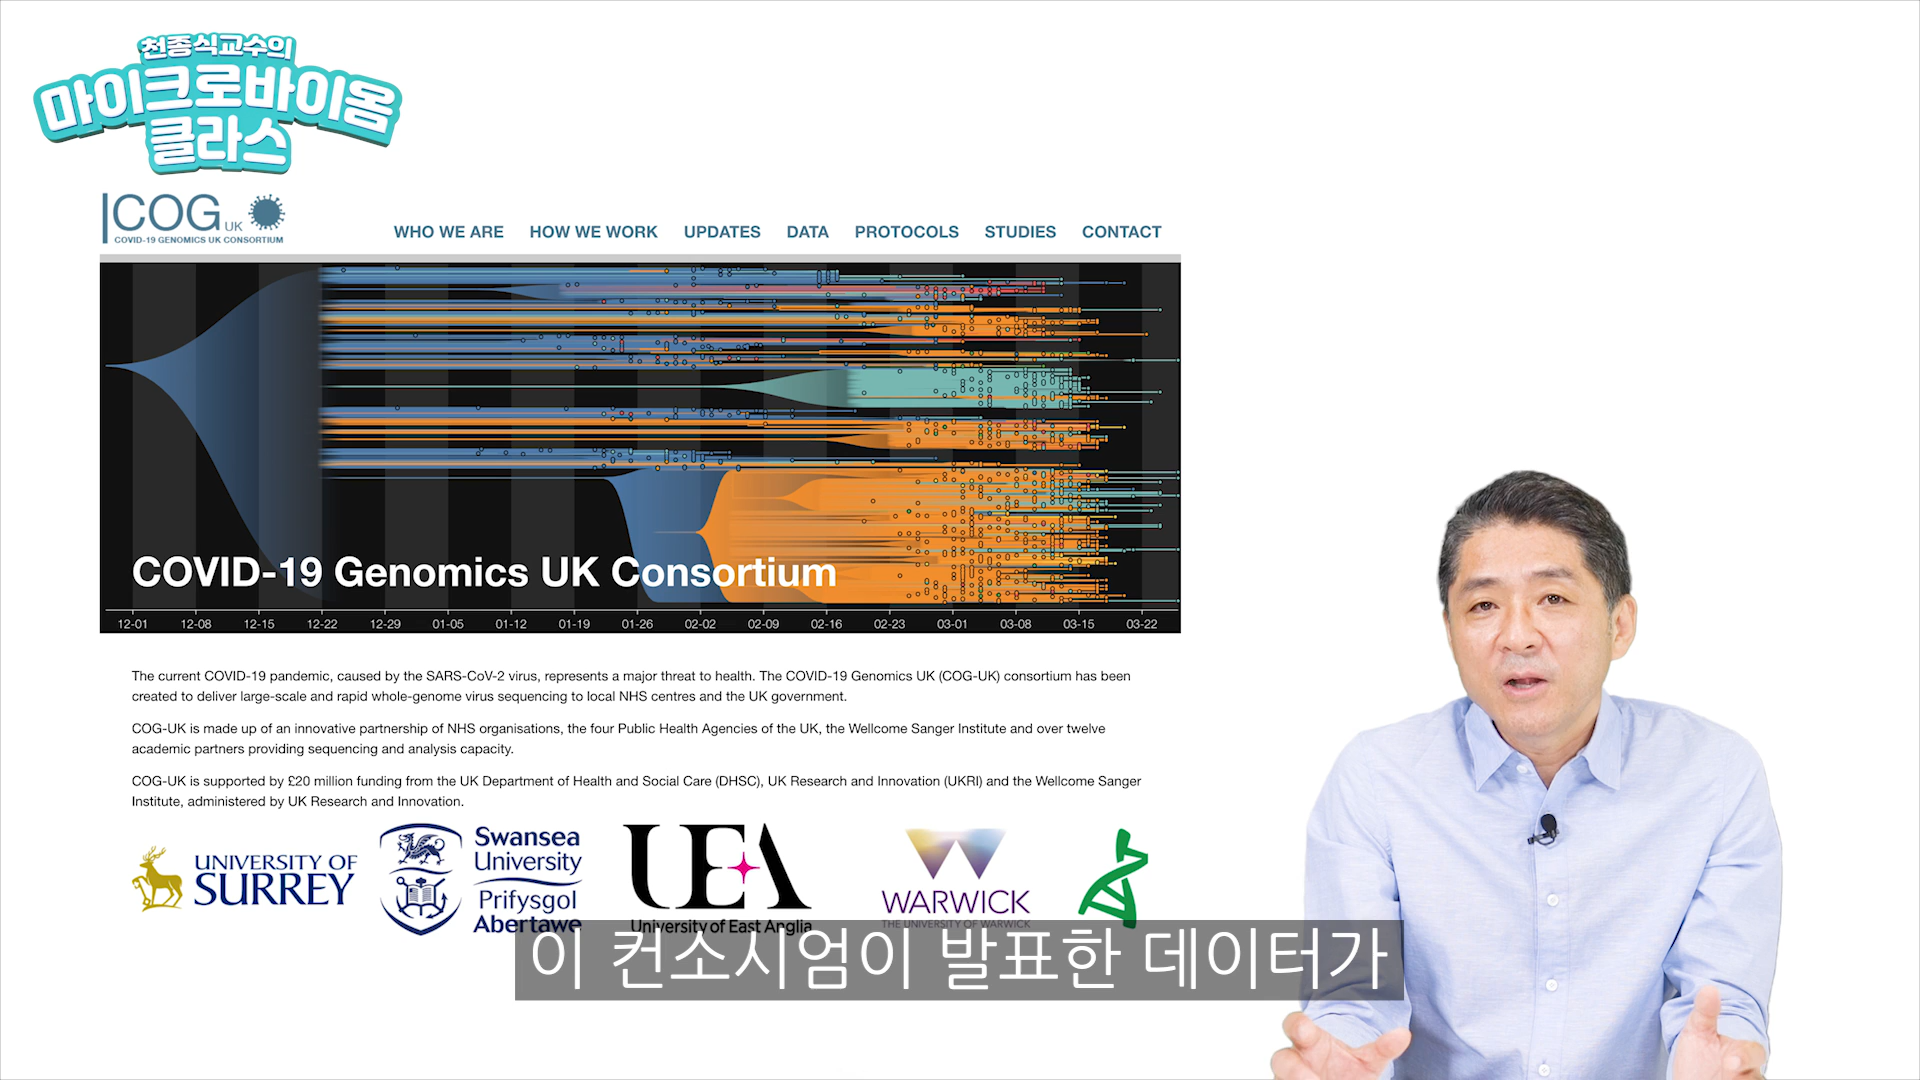 천종식교수의
마이크로바이옴
클라스
COG UK
COVID-19 GENOMICS UK CONSORTIUM
WHO WE ARE HOW WE WORK UPDATES DATA PROTOCOLS STUDIES CONTACT
COVID-19 Genomics UK Consortium
12-01 12-08 12-15 12-22 12-29 01-05 01-12 01-19 01-26 02-02 02-09 02-16 02-23 03-01 03-08 03-15 03-22
The current COVID-19 pandemic, caused by the SARS-CoV-2 virus, represents a major threat to health. The COVID-19 Genomics UK (COG-UK) consortium has been
created to deliver large-scale and rapid whole-genome virus sequencing to local NHS centres and the UK government.
COG-UK is made up of an innovative partnership of NHS organisations, the four Public Health Agencies of the UK, the Wellcome Sanger Institute and over twelve
academic partners providing sequencing and analysis capacity.
COG-UK is supported by £20 million funding from the UK Department of Health and Social Care (DHSC), UK Research and Innovation (UKRI) and the Wellcome Sanger
Institute, administered by UK Research and Innovation.
UNIVERSITY OF
SURREY
Swansea
University
Prifysgol
Abertawe
UEA
University of East Anglia
WARWICK
THE UNIVERSITY OF WARWICK
이 컨소시엄이 발표한 데이터가